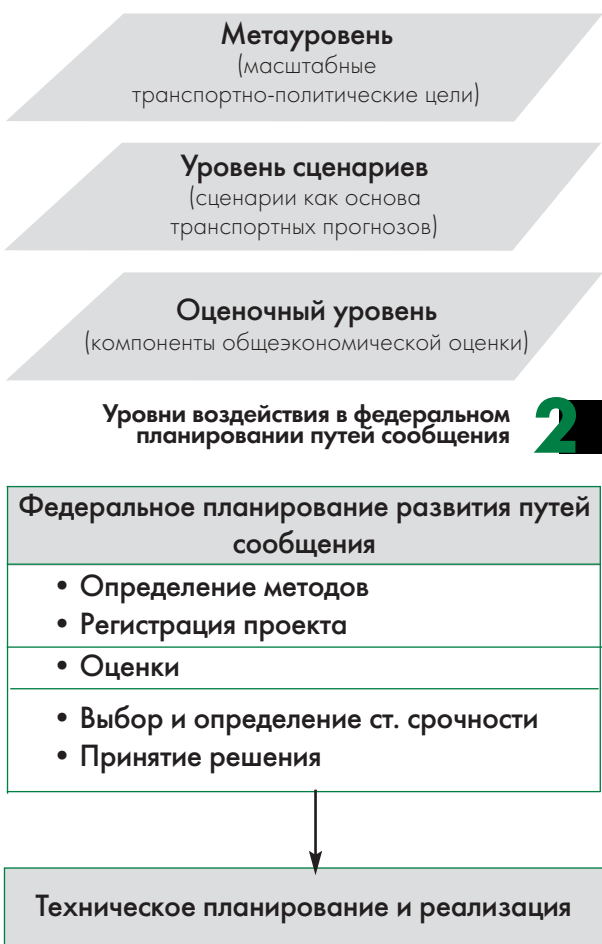 Метауровень
(масштабные
транспортно-политические цели)
Уровень сценариев
(сценарии как основа
транспортных прогнозов)
Оценочный уровень
(компоненты общеэкономической оценки)
Уровни воздействия в федеральном
планировании путей сообщения
2
Федеральное планирование развития путей
сообщения
• Определение методов
• Регистрация проекта
• Оценки
• Выбор и определение ст. срочности
• Принятие решения
Техническое планирование и реализация